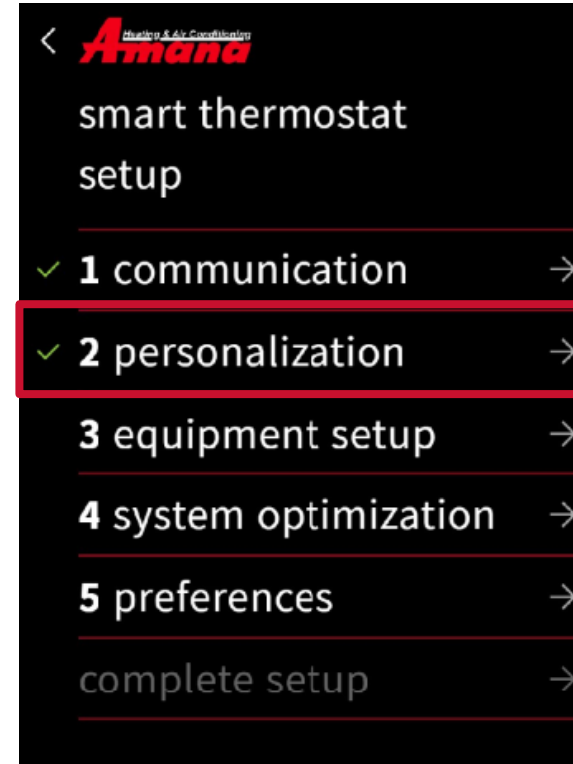 Heating & Air Conditioning
Amana
smart thermostat
setup
1 communication
2 personalization
3 equipment setup
4 system optimization
5 preferences
complete setup